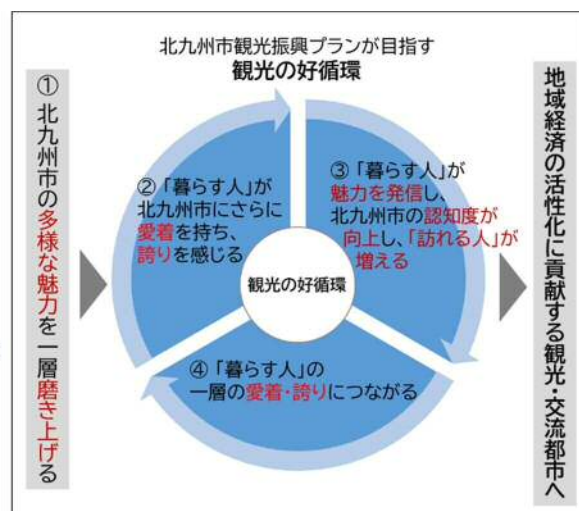 北九州市観光振興プランが目指す
観光の好循環
①北九州市の多様な魅力を一層磨き上げる
②「暮らす人」が
北九州市にさらに
愛着を持ち、
誇りを感じる
③「暮らす人」が
魅力を発信し、
北九州市の認知度が
向上し、「訪れる人」が
増える
観光の好循環
④「暮らす人」の
一層の愛着・誇りにつながる
地域経済の活性化に貢献する観光・交流都市へ